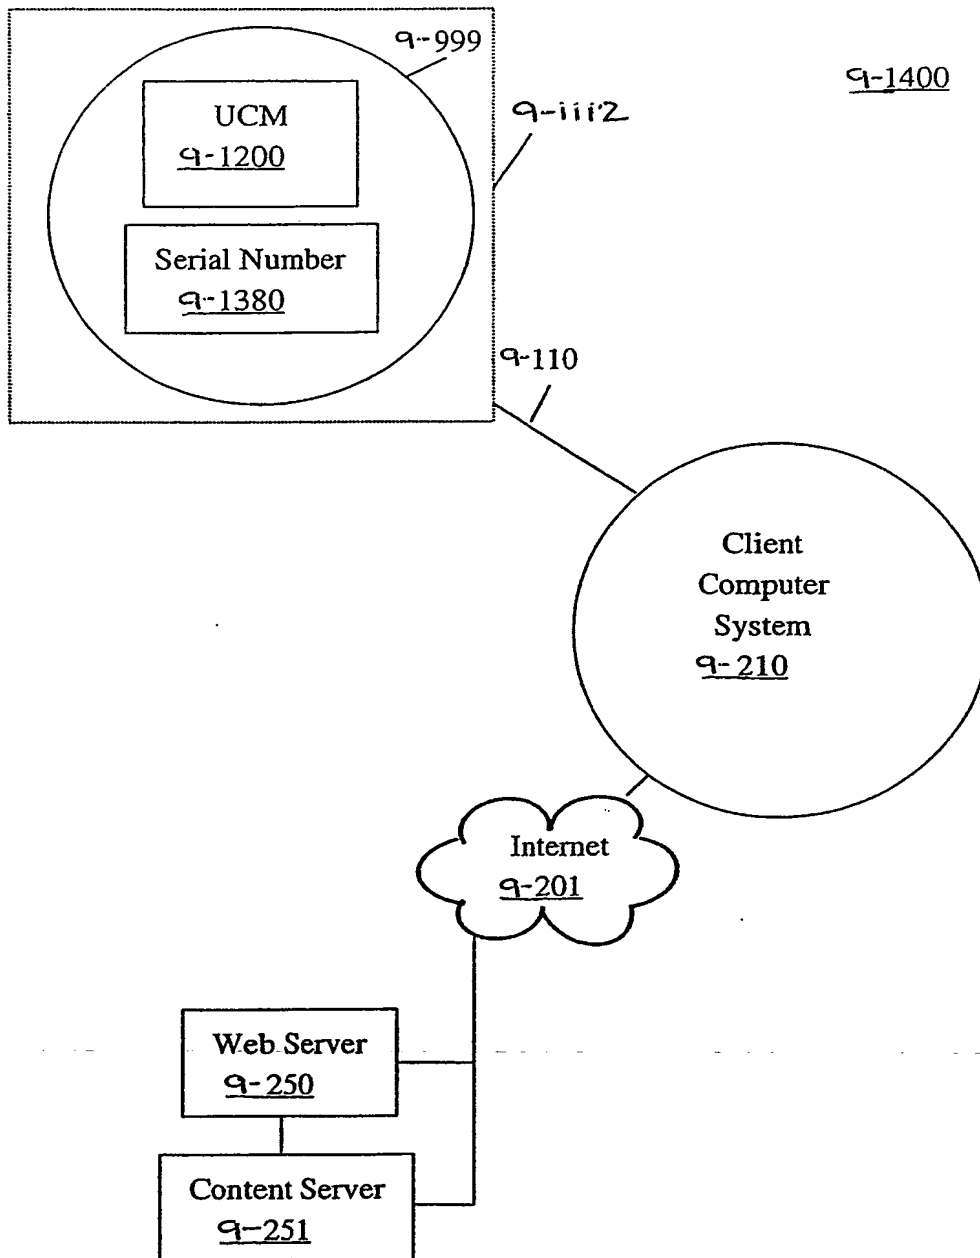 9-999
9-1400
UCM
9-1200
9-iii2
Serial Number
9-1380
9-110
Client
Computer
System
9-210
Internet
9-201
Web Server
9-250
Content Server
9-251